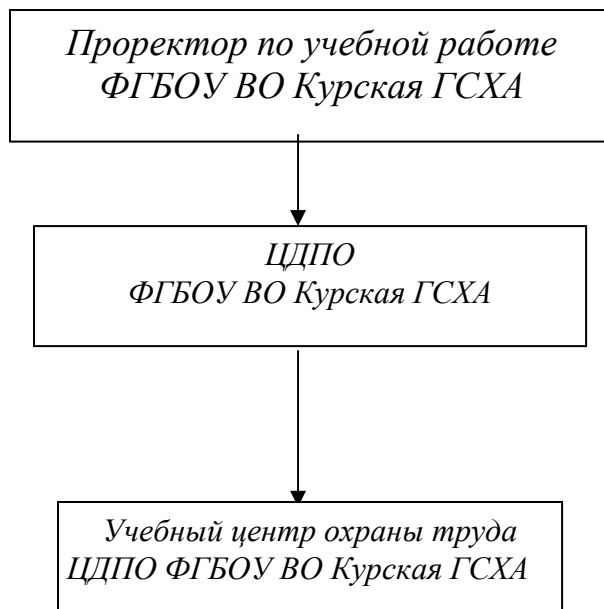 Проректор по учебной работе
ФГБОУ ВО Курская ГСХА
ЦДПО
ФГБОУ ВО Курская ГСХА
Учебный центр охраны труда
ЦДПО ФГБОУ ВО Курская ГСХА